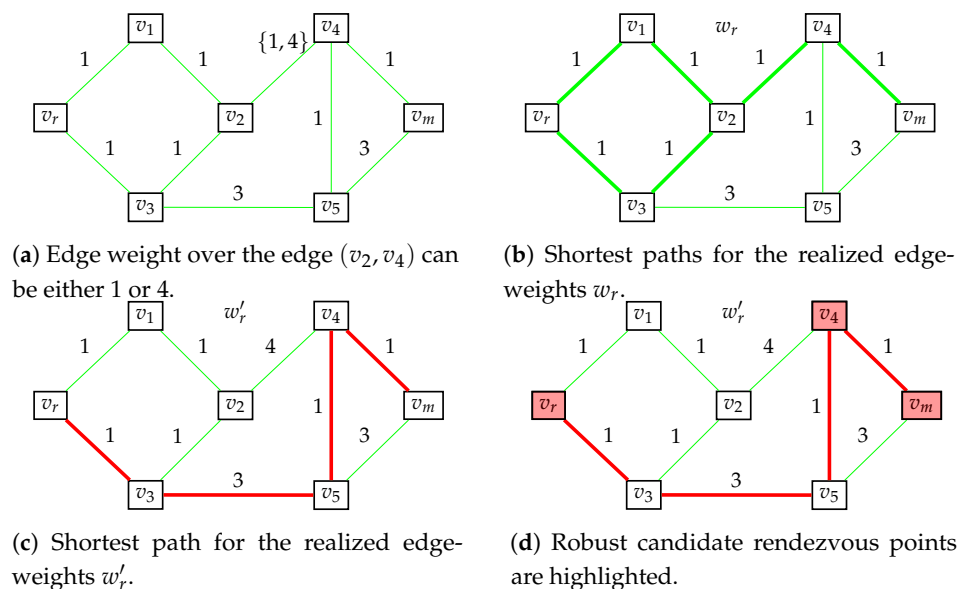 v₁ {1, 4} v₄
1 1 1
vᵣ v₂ 1 vₘ
1 1 3
v₃ 3 v₅
(a) Edge weight over the edge (v₂, v₄) can
be either 1 or 4.
v₁ wᵣ v₄
1 1 1 1
vᵣ v₂ 1 vₘ
1 1 3
v₃ 3 v₅
(b) Shortest paths for the realized edge-
weights wᵣ.
v₁ w′ᵣ v₄
1 1 4 1
vᵣ v₂ 1 vₘ
1 1 3
v₃ 3 v₅
(c) Shortest path for the realized edge-
weights w′ᵣ.
v₁ w′ᵣ v₄
1 1 4 1
vᵣ v₂ 1 vₘ
1 1 3
v₃ 3 v₅
(d) Robust candidate rendezvous points
are highlighted.